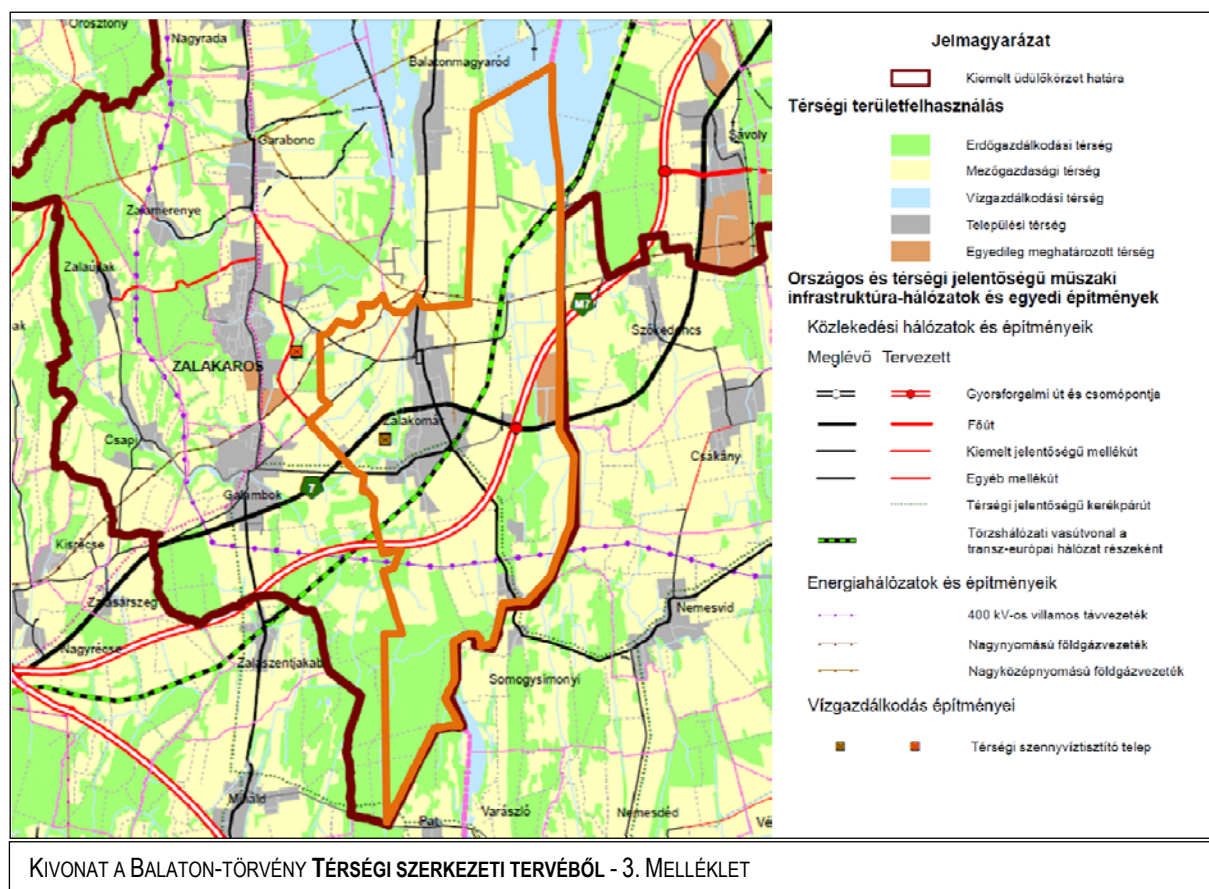 Orosztony
Nagyrada
Balatonmagyaród
Garabonc
Sávoly
Zalamerenye
Zalaújlak
ak
M7
Szőkedencs
ZALAKAROS
Zalakomár
Csapi
Csákány
7
Galambok
Kisrécse
Zalasárszeg
Nemesvid
Nagyrécse
Zalaszentjakab
Somogysimonyi
Miháld
Pat
Varászló
Nemesdéd
Vé
Jelmagyarázat
Kiemelt üdülőkörzet határa
Térségi területfelhasználás
Erdőgazdálkodási térség
Mezőgazdasági térség
Vízgazdálkodási térség
Települési térség
Egyedileg meghatározott térség
Országos és térségi jelentőségű műszaki
infrastruktúra-hálózatok és egyedi építmények
Közlekedési hálózatok és építményeik
Meglévő Tervezett
Gyorsforgalmi út és csomópontja
Főút
Kiemelt jelentőségű mellékút
Egyéb mellékút
Térségi jelentőségű kerékpárút
Törzshálózati vasútvonal a
transz-európai hálózat részeként
Energiahálózatok és építményeik
400 kV-os villamos távvezeték
Nagynyomású földgázvezeték
Nagyközépnyomású földgázvezeték
Vízgazdálkodás építményei
Térségi szennyvíztisztító telep
KIVONAT A BALATON-TÖRVÉNY TÉRSÉGI SZERKEZETI TERVÉBŐL - 3. MELLÉKLET